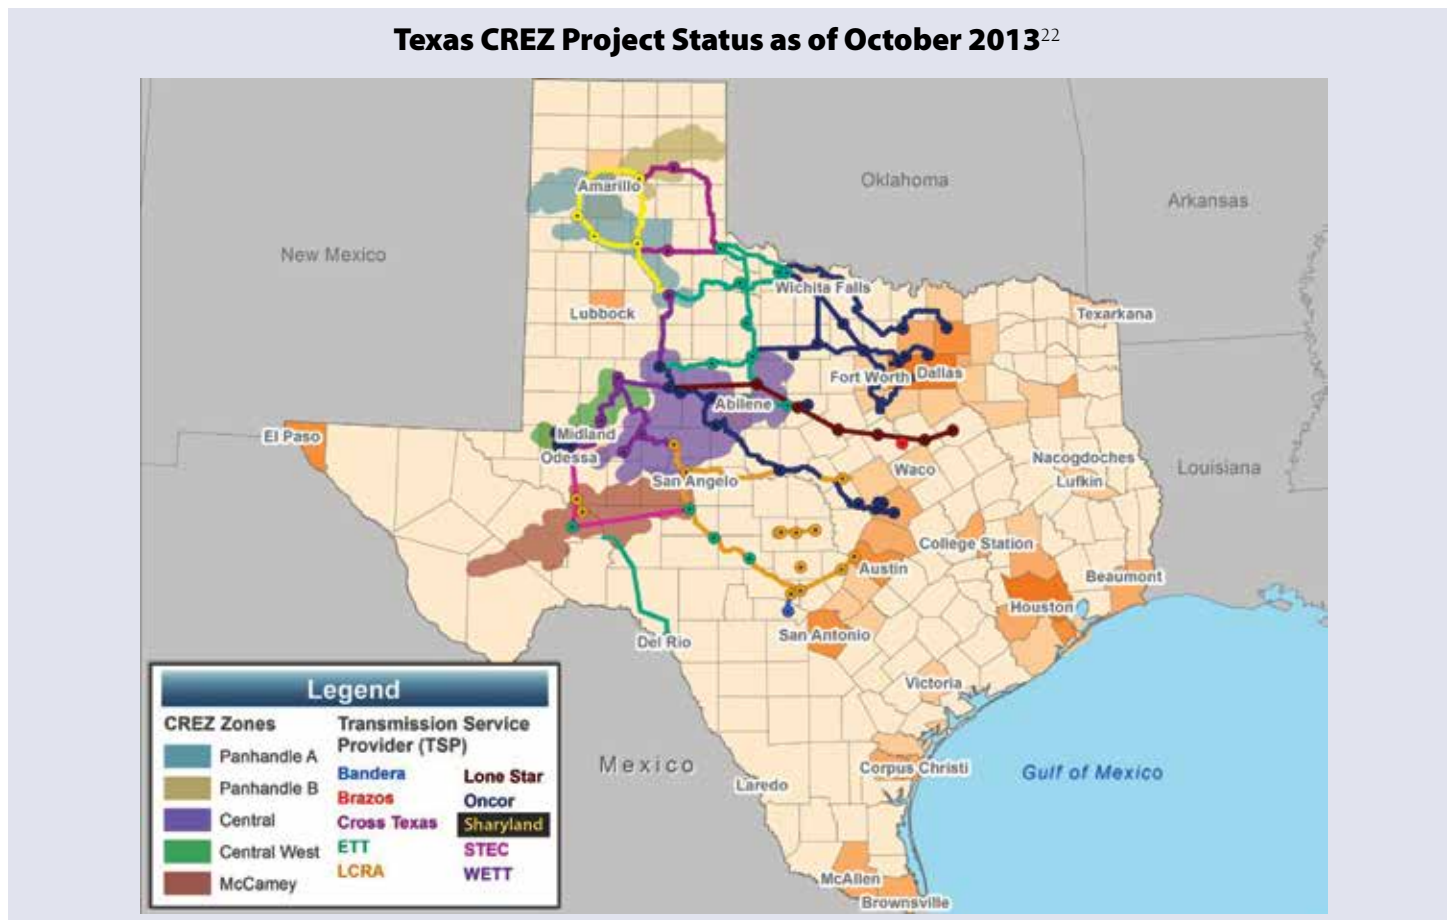 Texas CREZ Project Status as of October 2013²²
Oklahoma
Amarillo
Arkansas
New Mexico
Wichita Falls
Lubbock
Texarkana
Fort Worth
Dallas
Abilene
El Paso
Midland
Odessa
Waco
Nacogdoches
Lufkin
Louisiana
San Angelo
College Station
Austin
Beaumont
Houston
San Antonio
Del Rio
Victoria
Mexico
Corpus Christi
Gulf of Mexico
Laredo
McAllen
Brownsville
Legend
CREZ Zones
Panhandle A
Panhandle B
Central
Central West
McCamey
Transmission Service
Provider (TSP)
Bandera
Brazos
Cross Texas
ETT
LCRA
Lone Star
Oncor
Sharyland
STEC
WETT